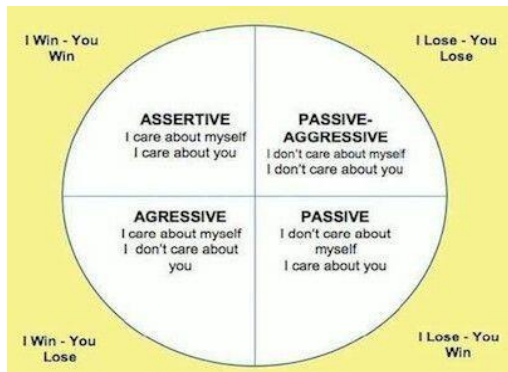 I Win - You
Win
I Lose - You
Lose
ASSERTIVE
I care about myself
I care about you
PASSIVE-
AGGRESSIVE
I don't care about myself
I don't care about you
AGRESSIVE
I care about myself
I don't care about
you
PASSIVE
I don't care about
myself
I care about you
I Win - You
Lose
I Lose - You
Win